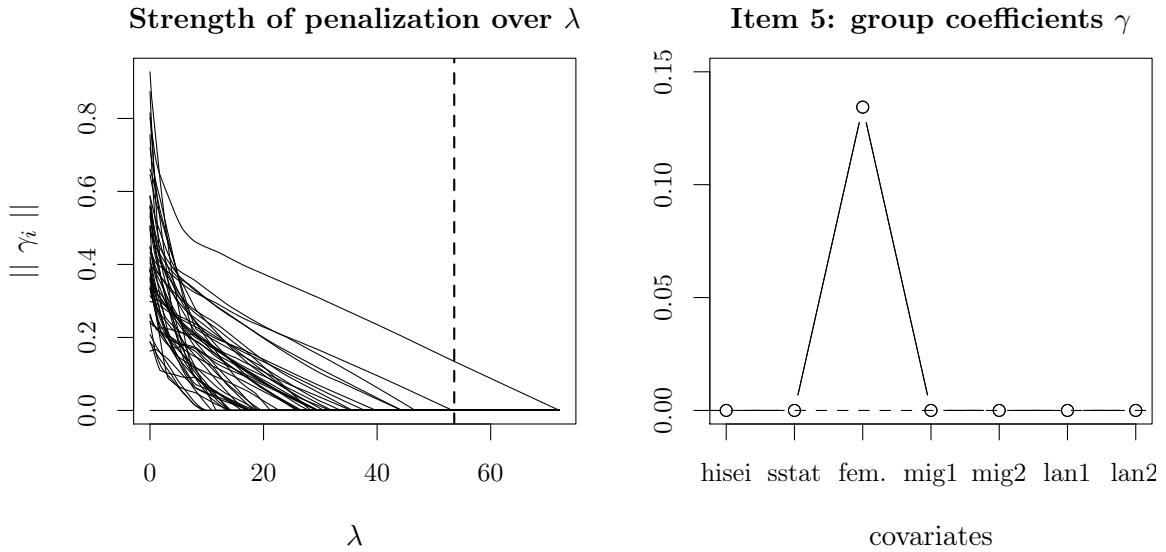 Strength of penalization over λ
|| γi ||
0.8
0.6
0.4
0.2
0.0
0 20 40 60
λ
Item 5: group coefficients γ
0.15
0.10
0.05
0.00
hisei sstat fem. mig1 mig2 lan1 lan2
covariates